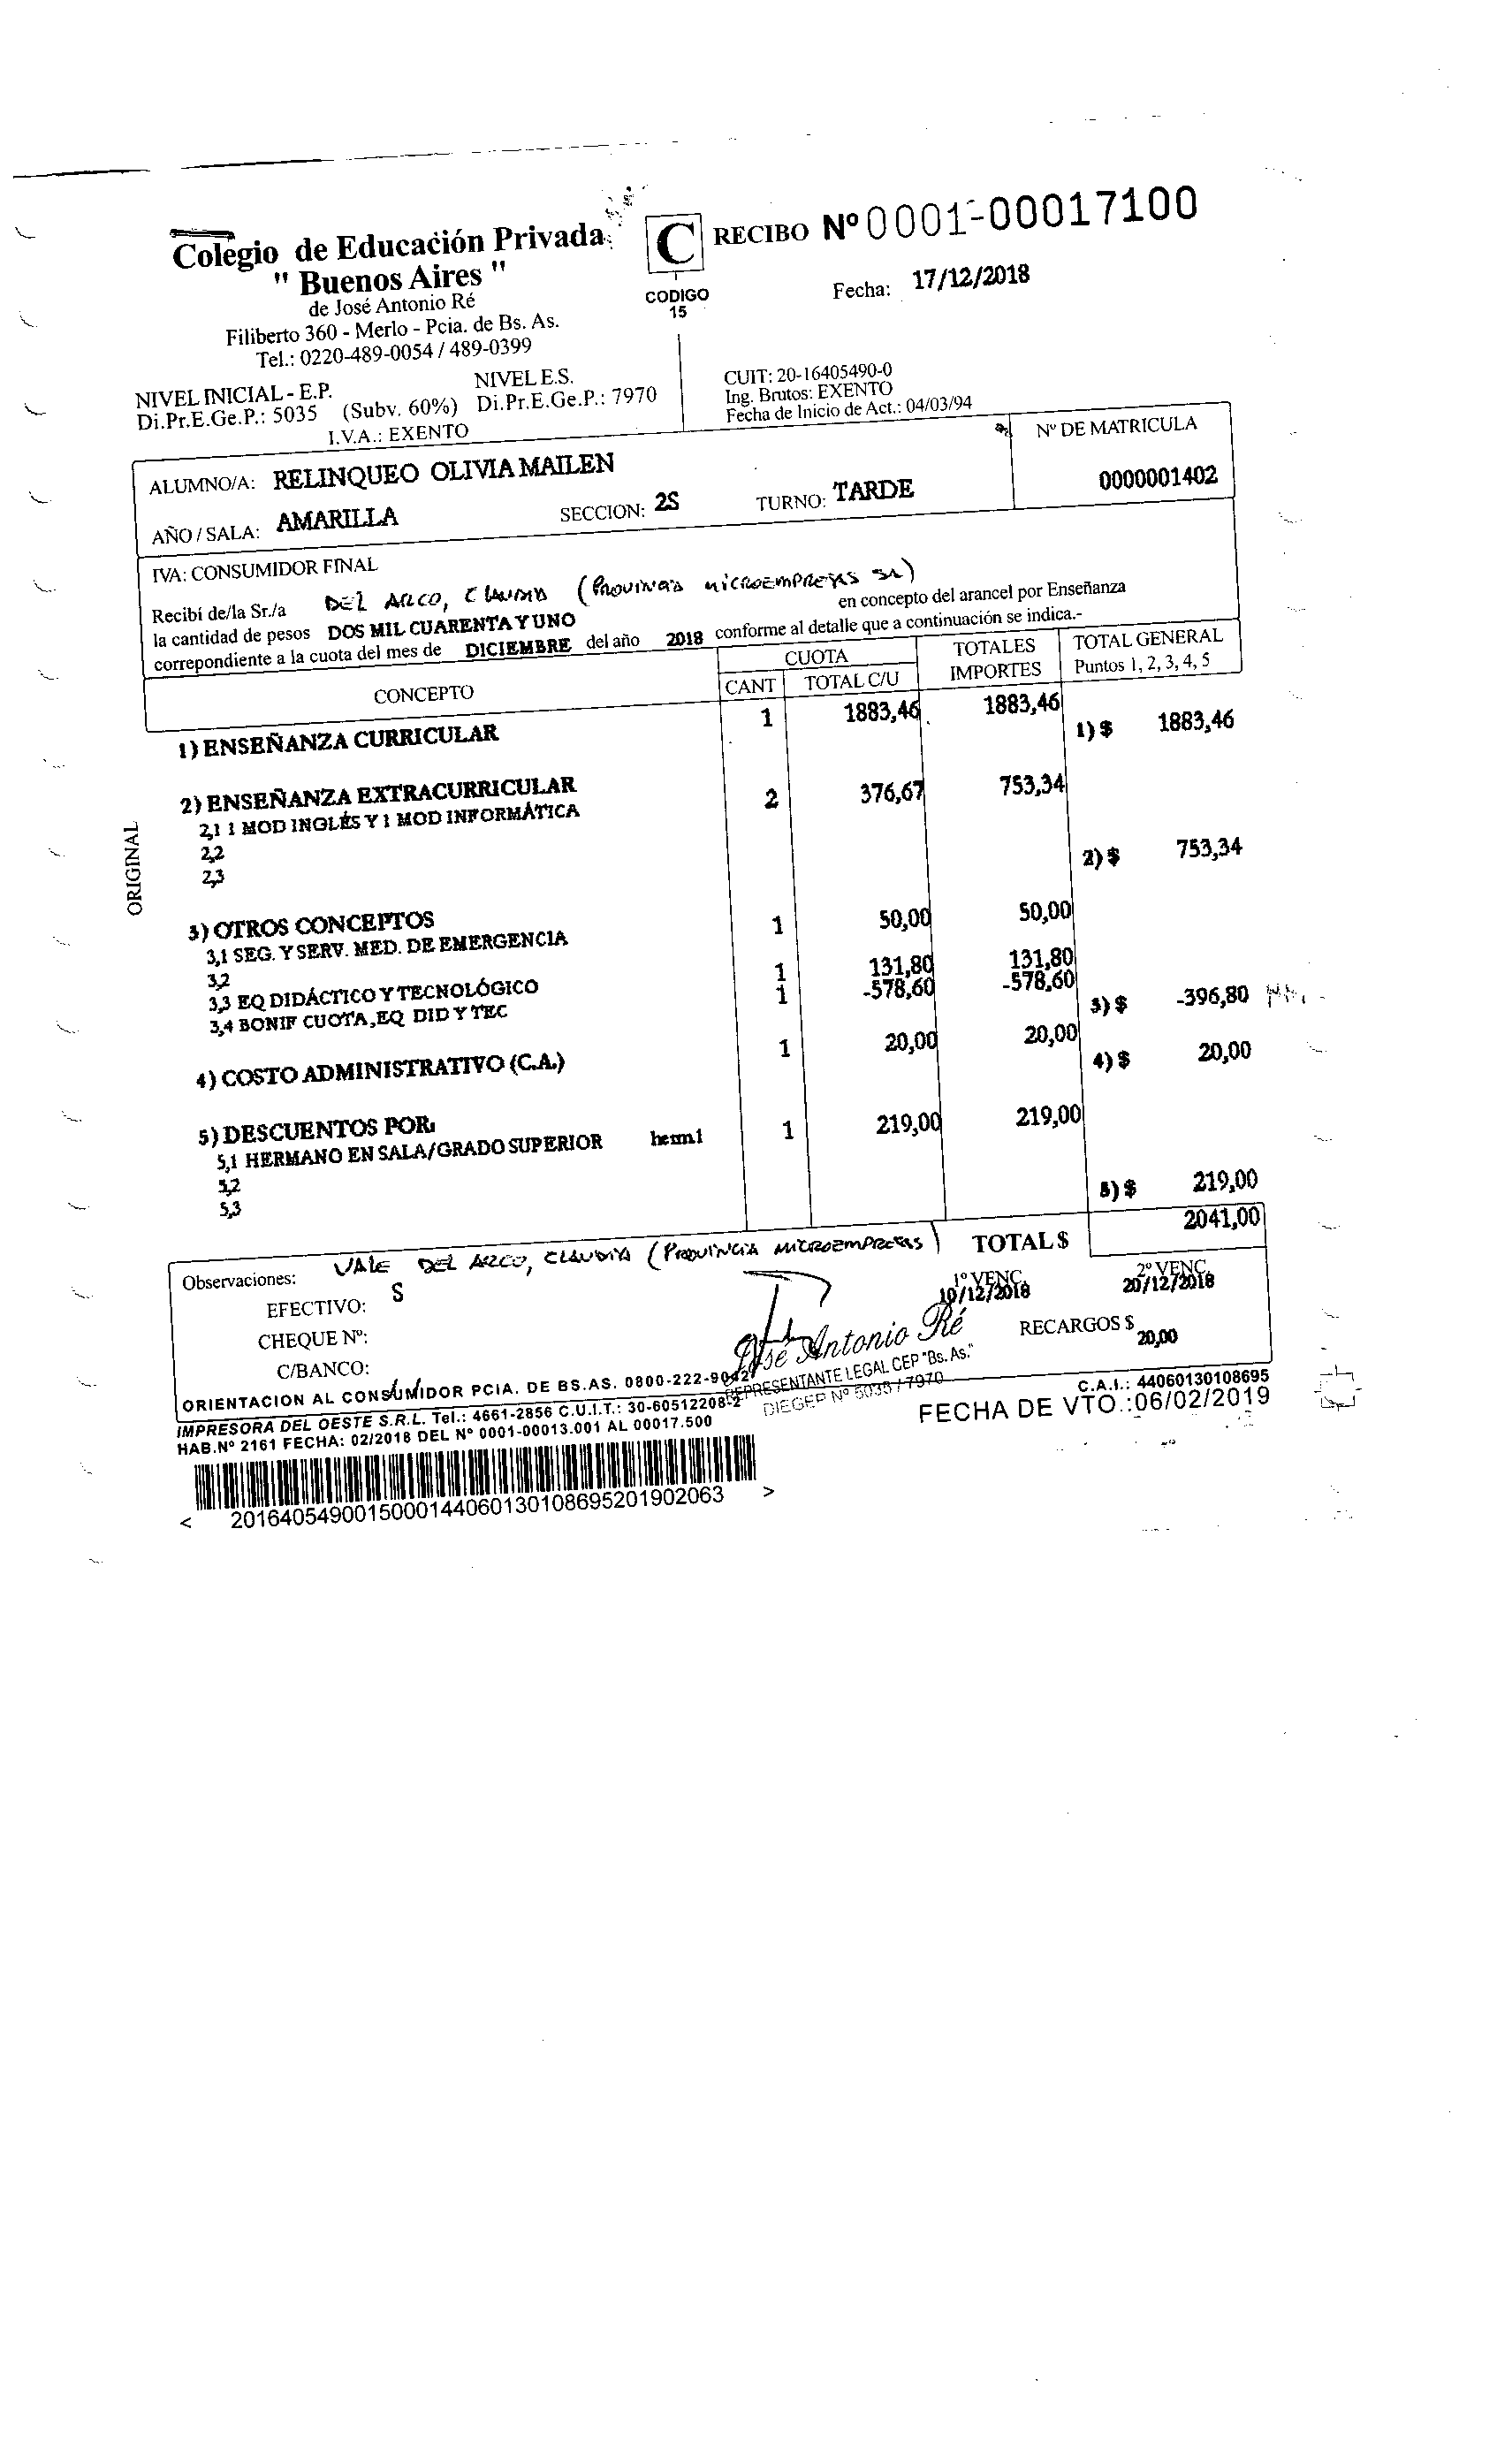 Colegio de Educación Privada
" Buenos Aires "
de José Antonio Ré
Filiberto 360 - Merlo - Pcia. de Bs. As.
Tel.: 0220-489-0054 / 489-0399
NIVEL INICIAL - E.P. NIVEL E.S.
Di.Pr.E.Ge.P.: 5035 (Subv. 60%) Di.Pr.E.Ge.P.: 7970
I.V.A.: EXENTO
C
CODIGO
15
RECIBO Nº 0001-00017100
Fecha: 17/12/2018
CUIT: 20-16405490-0
Ing. Brutos: EXENTO
Fecha de Inicio de Act.: 04/03/94
ALUMNO/A: RELINQUEO OLIVIA MAILEN
Nº DE MATRICULA
0000001402
AÑO / SALA: AMARILLA SECCION: 2S TURNO: TARDE
IVA: CONSUMIDOR FINAL
Recibí de/la Sr./a DEL ARCO, CLAUDIA (PROVINCIA MICROEMPRESAS SA) en concepto del arancel por Enseñanza
la cantidad de pesos DOS MIL CUARENTA Y UNO
correpondiente a la cuota del mes de DICIEMBRE del año 2018 conforme al detalle que a continuación se indica.-
CONCEPTO CUOTA TOTALES IMPORTES TOTAL GENERAL
CANT TOTAL C/U Puntos 1, 2, 3, 4, 5
1) ENSEÑANZA CURRICULAR 1 1883,46 1883,46 1) $ 1883,46
2) ENSEÑANZA EXTRACURRICULAR 2 376,67 753,34
2,1 1 MOD INGLÉS Y 1 MOD INFORMÁTICA
2,2
2,3
2) $ 753,34
3) OTROS CONCEPTOS
3,1 SEG. Y SERV. MED. DE EMERGENCIA 1 50,00 50,00
3,2
3,3 EQ DIDÁCTICO Y TECNOLÓGICO 1 131,80 131,80
3,4 BONIF CUOTA,EQ DID Y TEC 1 -578,60 -578,60
3) $ -396,80
4) COSTO ADMINISTRATIVO (C.A.) 1 20,00 20,00 4) $ 20,00
5) DESCUENTOS POR:
5,1 HERMANO EN SALA/GRADO SUPERIOR herm1 1 219,00 219,00
5,2
5,3
5) $ 219,00
TOTAL $ 2041,00
ORIGINAL
Observaciones: VALE DEL ARCO, CLAUDIA (PROVINCIA MICROEMPRESAS)
EFECTIVO: S
CHEQUE Nº:
C/BANCO:
1º VENC. 2º VENC.
10/12/2018 20/12/2018
RECARGOS $ 20,00
José Antonio Ré
REPRESENTANTE LEGAL CEP "Bs. As."
DIEGEP Nº 5035 / 7970
ORIENTACION AL CONSUMIDOR PCIA. DE BS.AS. 0800-222-9042
IMPRESORA DEL OESTE S.R.L. Tel.: 4661-2856 C.U.I.T.: 30-60512208-2
HAB.Nº 2161 FECHA: 02/2018 DEL Nº 0001-00013.001 AL 00017.500
C.A.I.: 44060130108695
FECHA DE VTO.:06/02/2019
< 2016405490015000144060130108695201902063 >